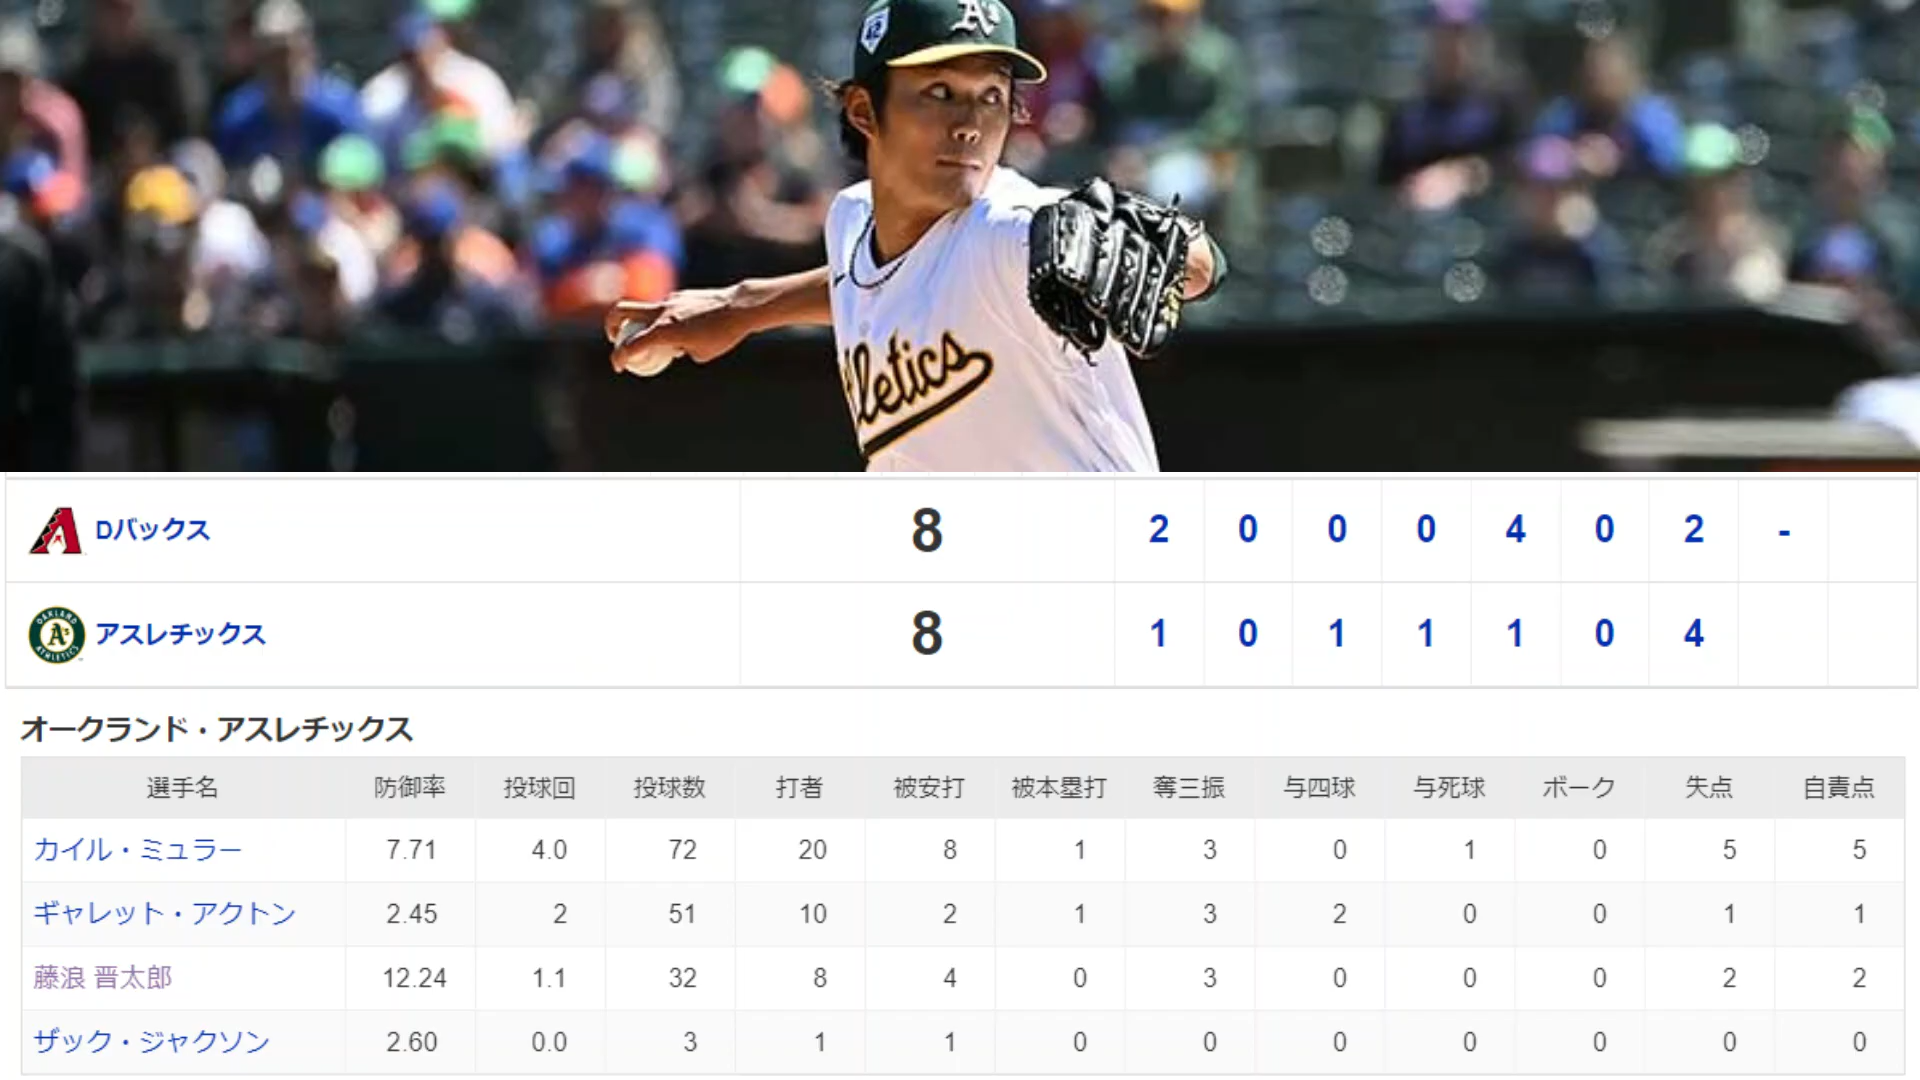 A's
42
Athletics
Dバックス 8 2 0 0 0 4 0 2 -
OAKLAND A's ATHLETICS
アスレチックス 8 1 0 1 1 1 0 4
オークランド・アスレチックス
選手名 防御率 投球回 投球数 打者 被安打 被本塁打 奪三振 与四球 与死球 ボーク 失点 自責点
カイル・ミュラー 7.71 4.0 72 20 8 1 3 0 1 0 5 5
ギャレット・アクトン 2.45 2 51 10 2 1 3 2 0 0 1 1
藤浪 晋太郎 12.24 1.1 32 8 4 0 3 0 0 0 2 2
ザック・ジャクソン 2.60 0.0 3 1 1 0 0 0 0 0 0 0